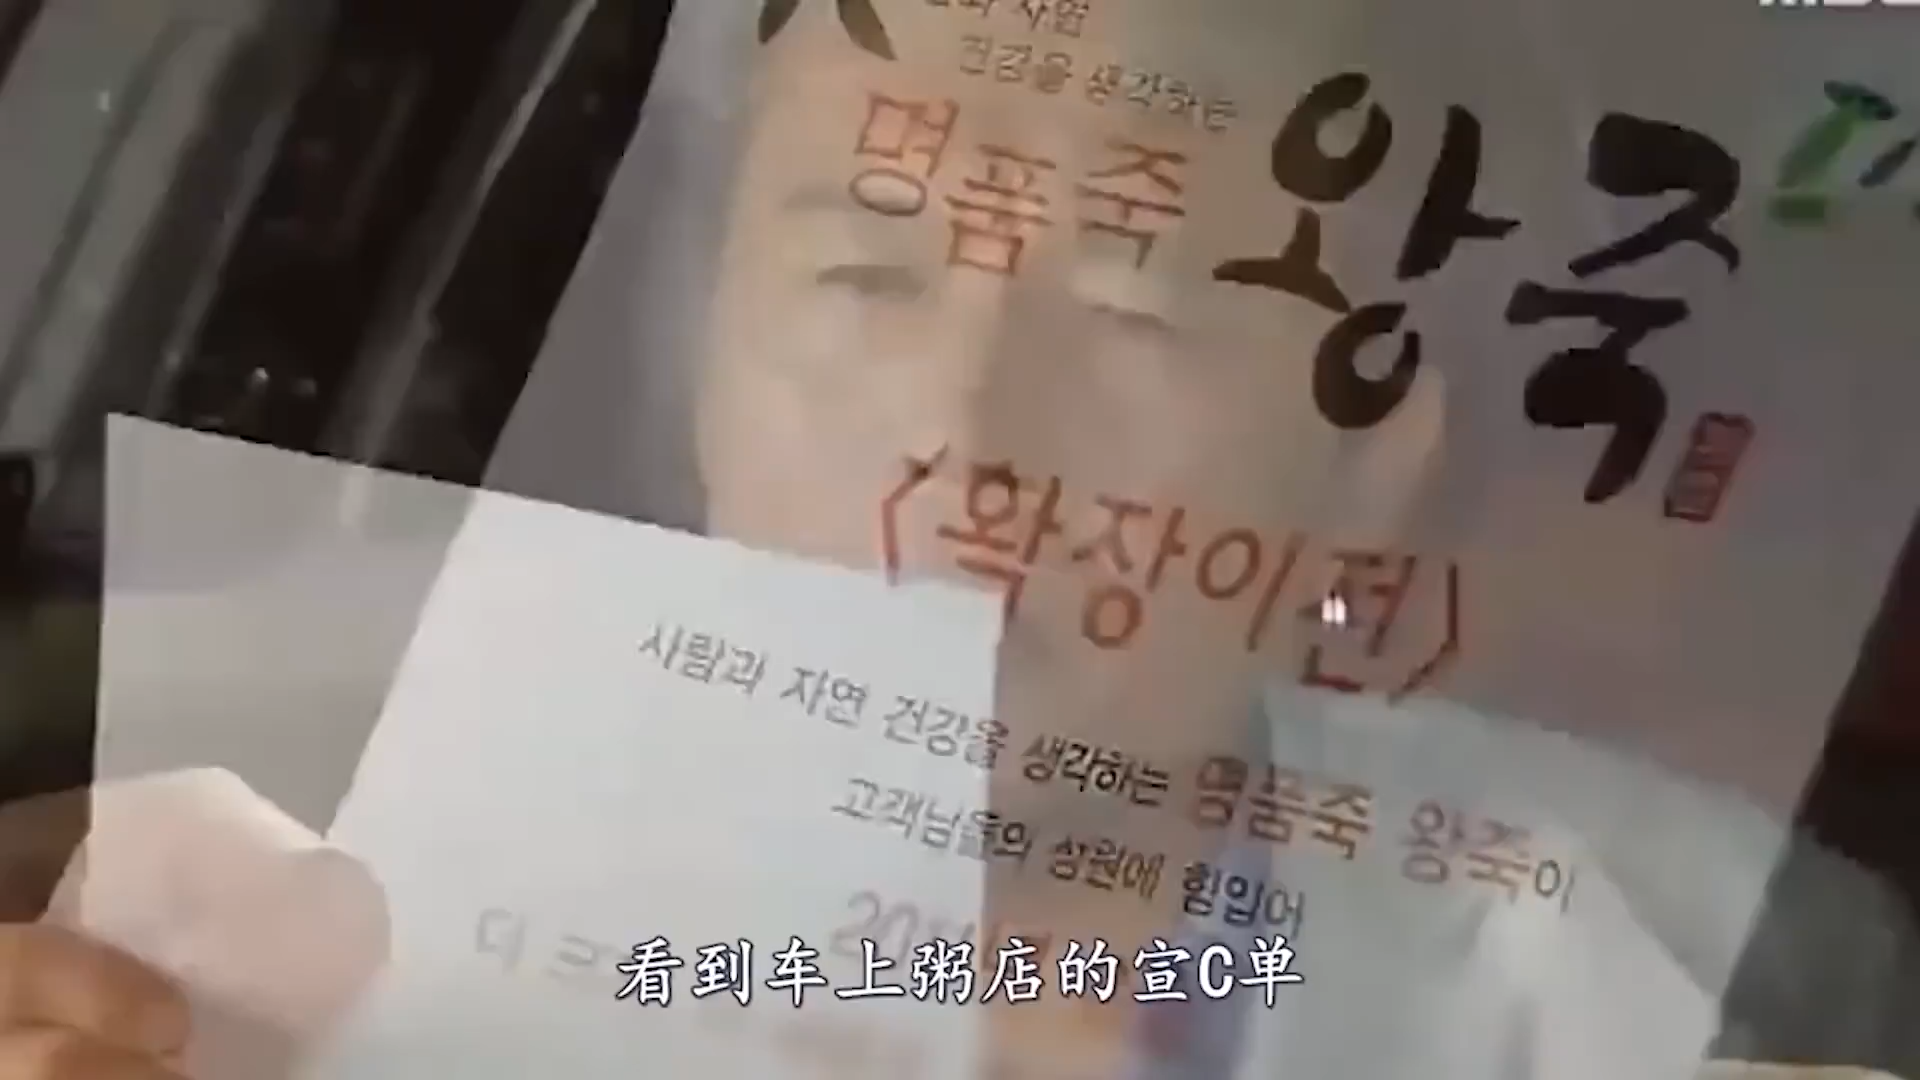 건강을 생각하는
명품죽 왕죽
(확장이전)
사람과 자연 건강을 생각하는 명품죽 왕죽이
고객님들의 성원에 힘입어
더
看到车上粥店的宣C单